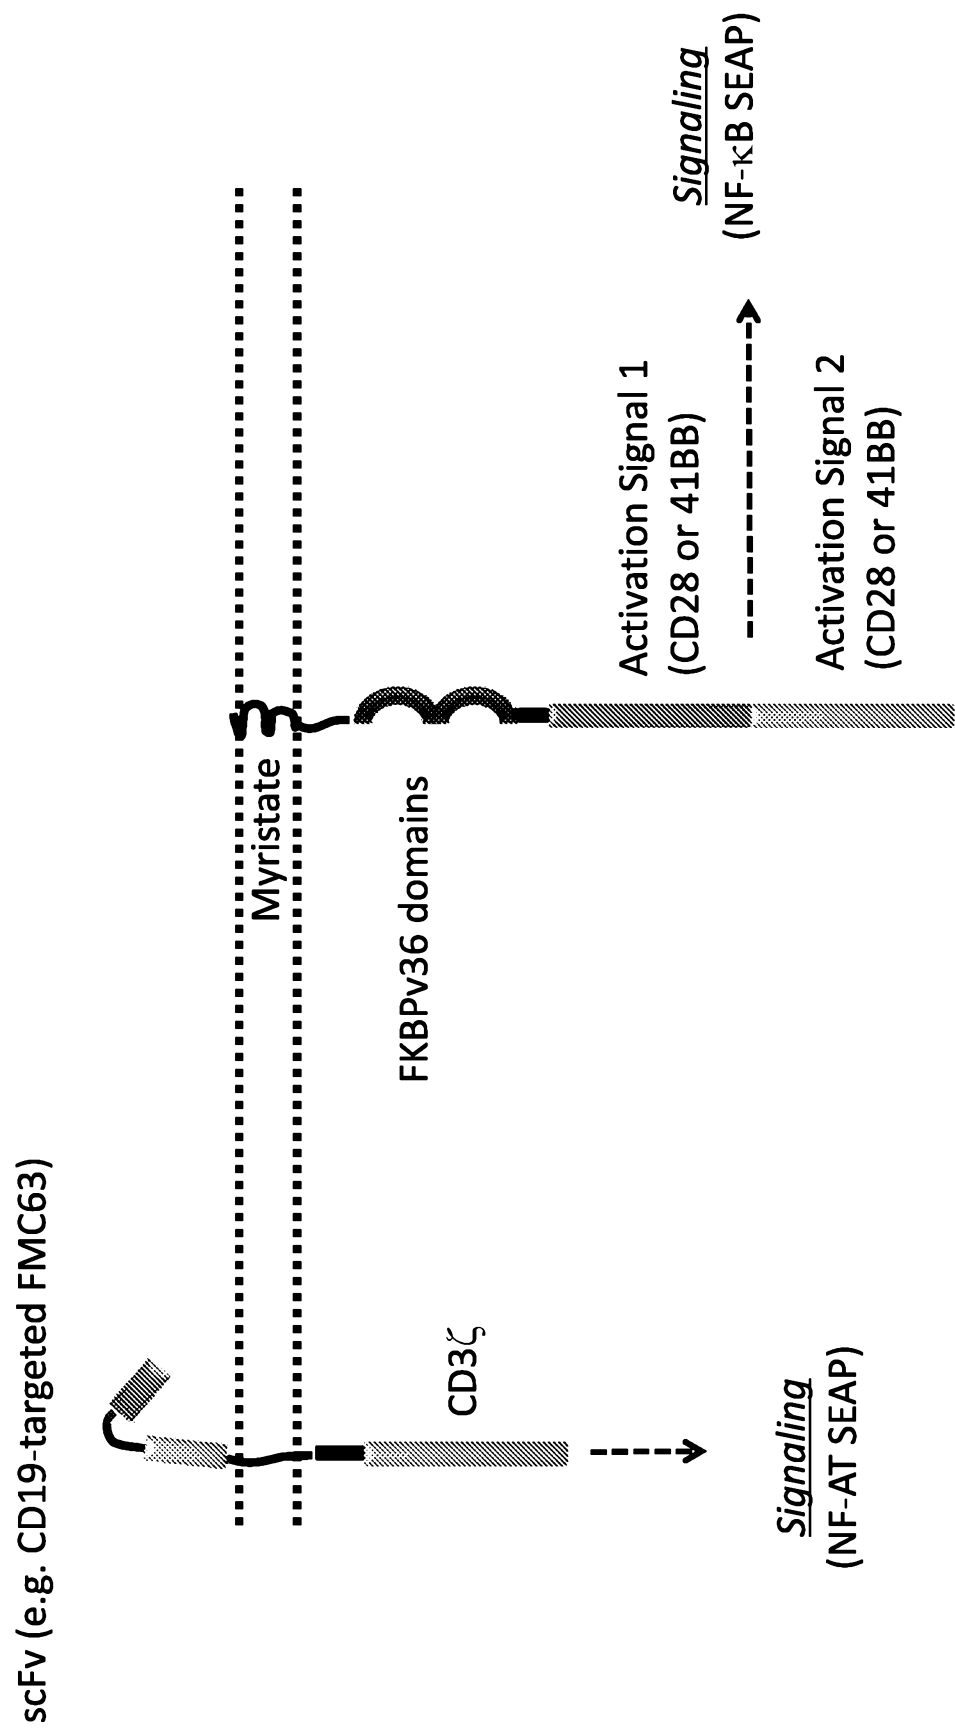 scFv (e.g. CD19-targeted FMC63)
Myristate
FKBPv36 domains
CD3ζ
Signaling
(NF-AT SEAP)
Activation Signal 1
(CD28 or 41BB)
Activation Signal 2
(CD28 or 41BB)
Signaling
(NF-κB SEAP)